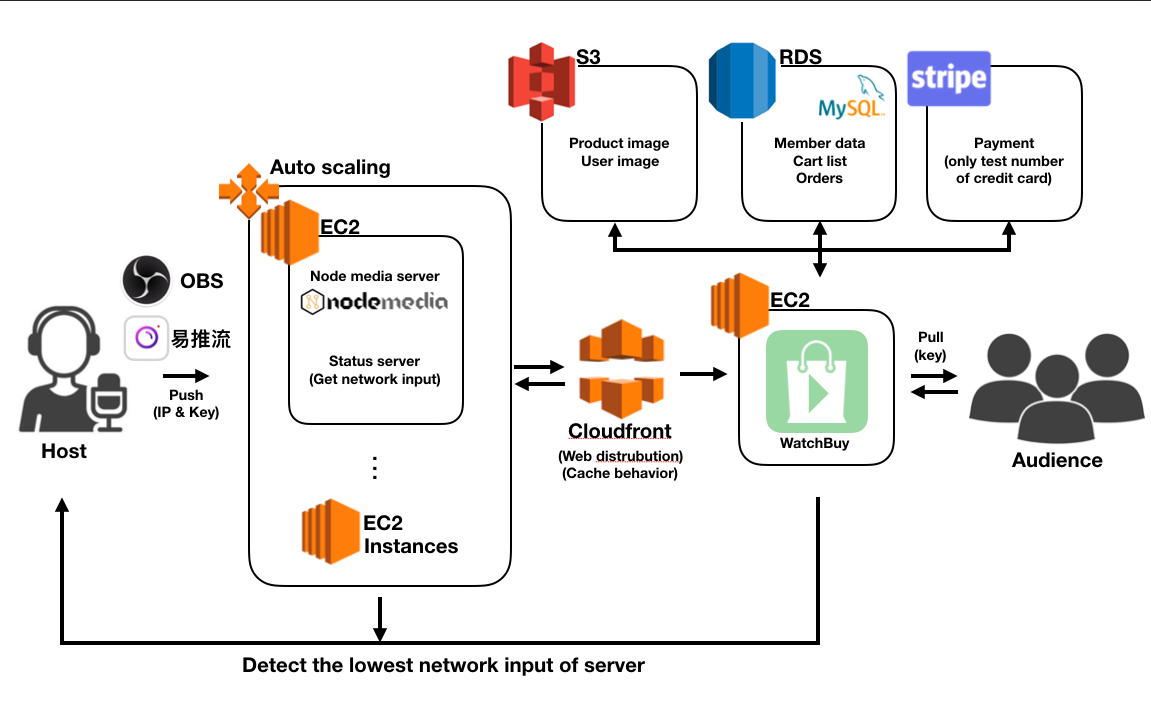 S3
Product image
User image
RDS
MySQL
Member data
Cart list
Orders
stripe
Payment
(only test number
of credit card)
Auto scaling
EC2
Node media server
nodemedia
Status server
(Get network input)
⋮
EC2
Instances
OBS
易推流
Push
(IP & Key)
Host
Cloudfront
(Web distrubution)
(Cache behavior)
EC2
WatchBuy
Pull
(key)
Audience
Detect the lowest network input of server